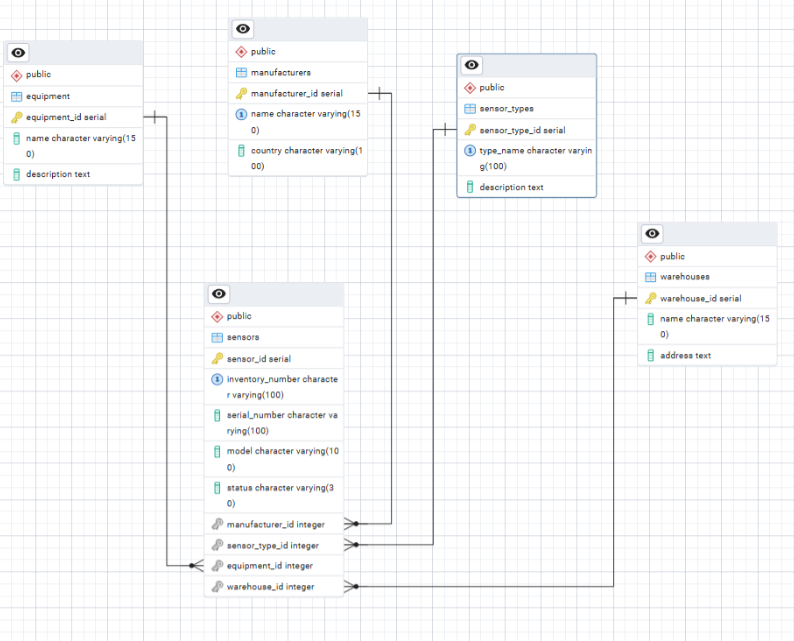 public
equipment
equipment_id serial
name character varying(15
0)
description text
public
manufacturers
manufacturer_id serial
name character varying(15
0)
country character varying(1
00)
public
sensor_types
sensor_type_id serial
type_name character varyin
g(100)
description text
public
warehouses
warehouse_id serial
name character varying(15
0)
address text
public
sensors
sensor_id serial
inventory_number characte
r varying(100)
serial_number character va
rying(100)
model character varying(10
0)
status character varying(3
0)
manufacturer_id integer
sensor_type_id integer
equipment_id integer
warehouse_id integer